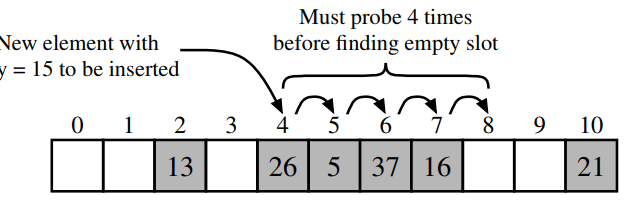 Must probe 4 times
before finding empty slot
New element with
y = 15 to be inserted
0 1 2 3 4 5 6 7 8 9 10
13 26 5 37 16 21